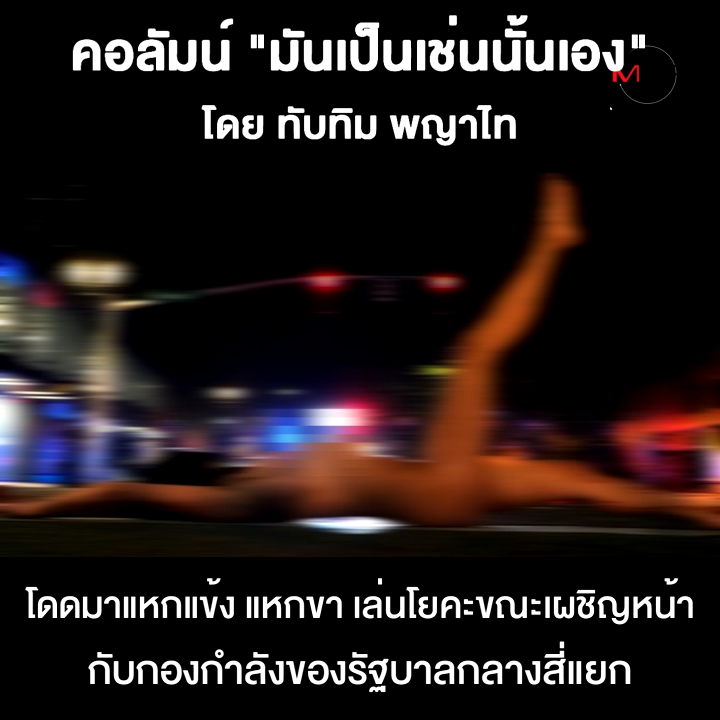 คอลัมน์ "มันเป็นเช่นนั้นเอง"
M
โดย ทับทิม พญาไท
โดดมาแหกแข้ง แหกขา เล่นโยคะขณะเผชิญหน้า
กับกองกำลังของรัฐบาลกลางสี่แยก